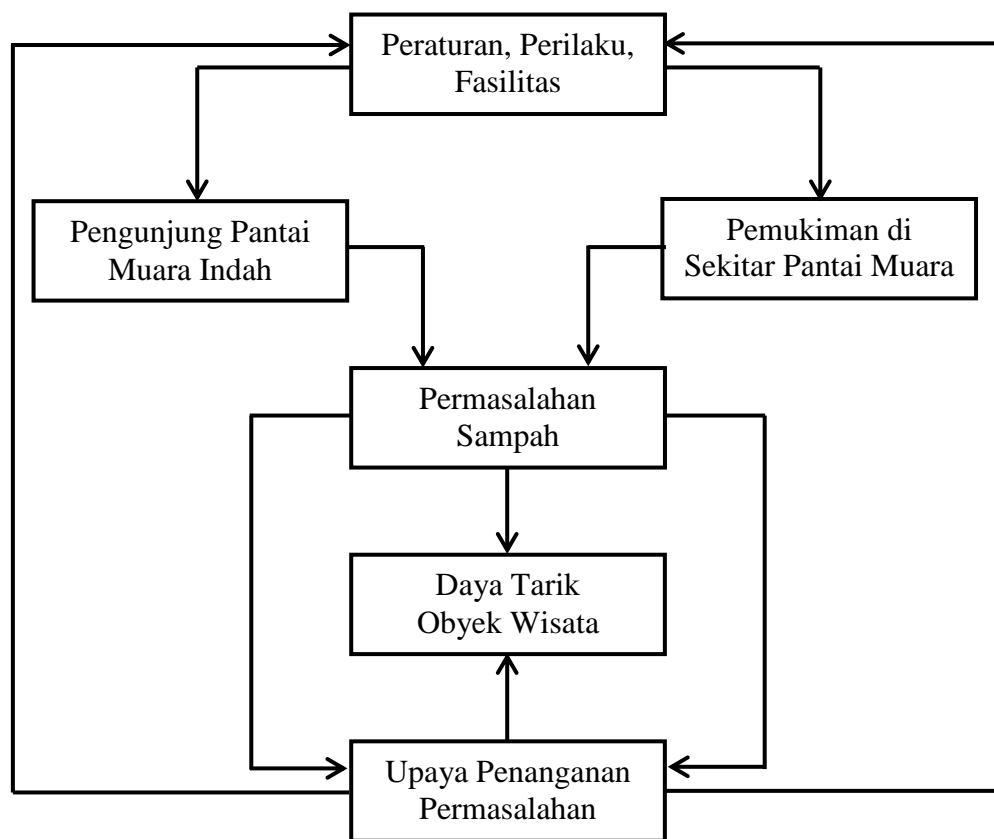 Peraturan, Perilaku,
Fasilitas
Pengunjung Pantai
Muara Indah
Pemukiman di
Sekitar Pantai Muara
Permasalahan
Sampah
Daya Tarik
Obyek Wisata
Upaya Penanganan
Permasalahan